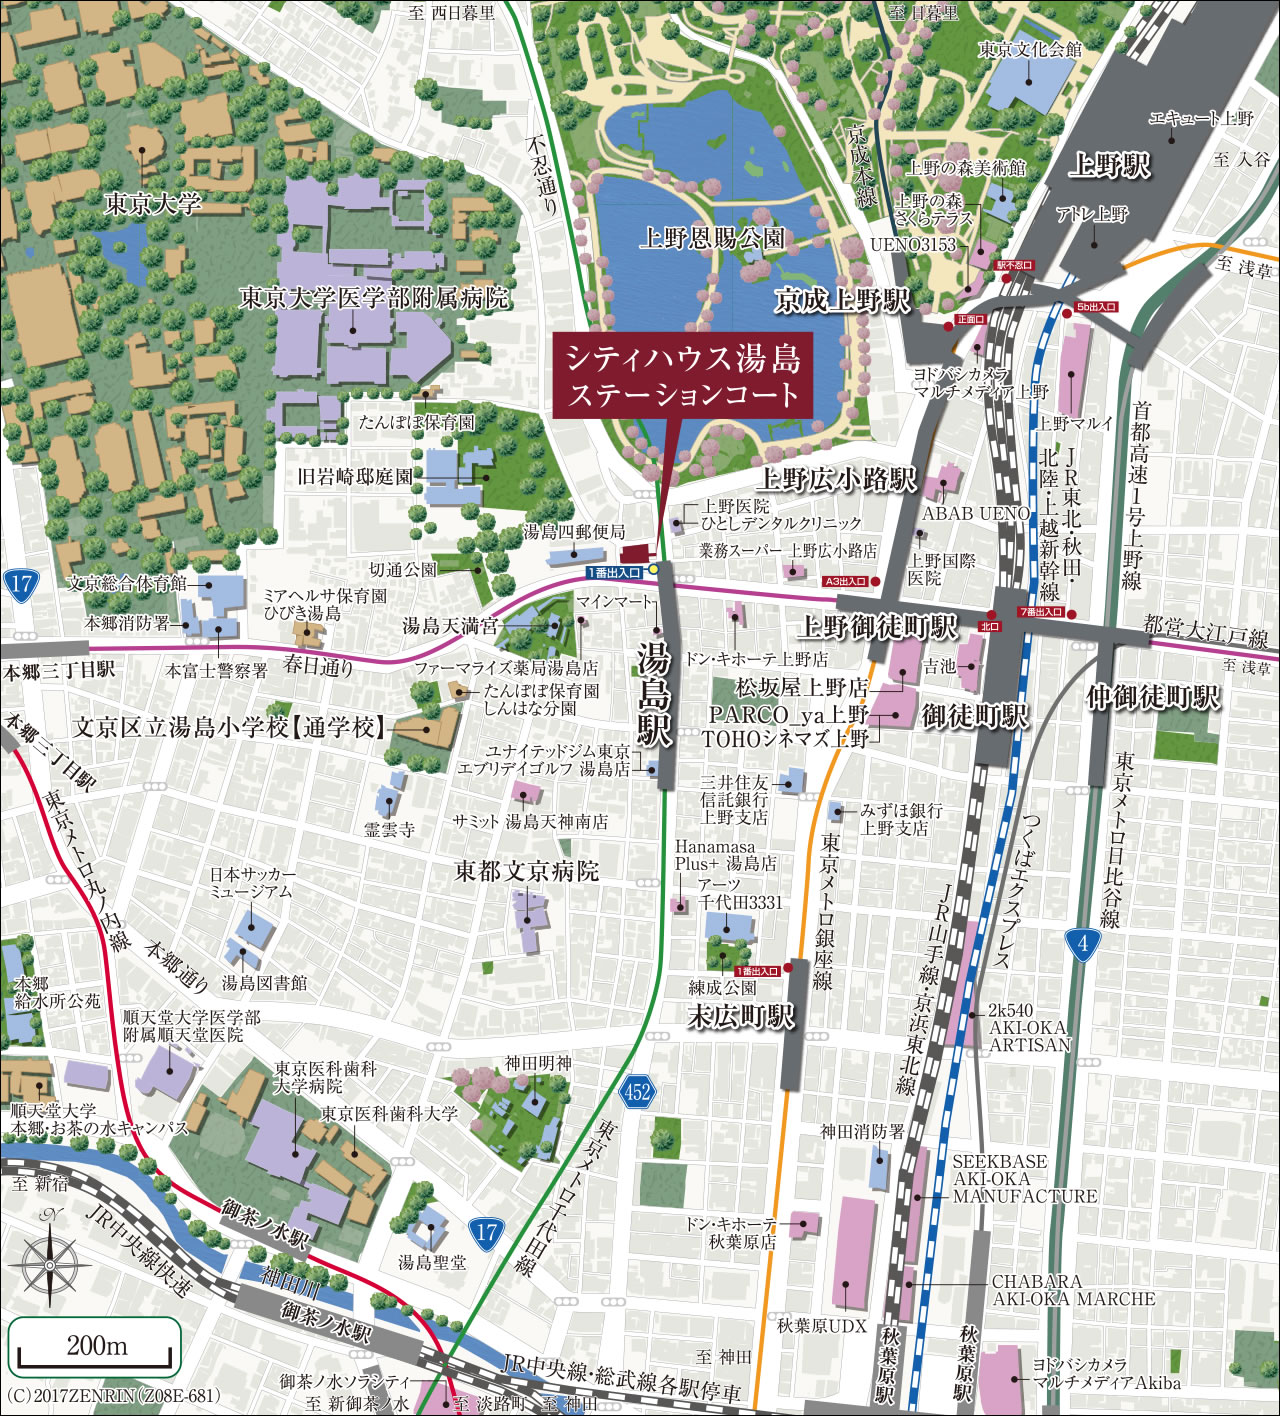 至 西日暮里
至 日暮里
東京文化会館
エキュート上野
上野駅
至 入谷
不忍通り
京成本線
上野の森美術館
東京大学
上野の森
さくらテラス
アトレ上野
上野恩賜公園
UENO3153
駅不忍口
至 浅草
東京大学医学部附属病院
京成上野駅
5b出入口
正面口
シティハウス湯島
ステーションコート
ヨドバシカメラ
マルチメディア上野
たんぽぽ保育園
上野マルイ
首都高速1号上野線
JR東北・秋田・
北陸・上越新幹線
旧岩崎邸庭園
上野広小路駅
ABAB UENO
上野医院
ひとしデンタルクリニック
湯島四郵便局
業務スーパー 上野広小路店
上野国際
医院
切通公園
1番出入口
A3出入口
17
文京総合体育館
ミアヘルサ保育園
ひびき湯島
マインマート
7番出入口
北口
本郷消防署
湯島天満宮
上野御徒町駅
都営大江戸線
至 浅草
本郷三丁目駅
本富士警察署
春日通り
ファーマライズ薬局湯島店
湯島駅
ドン・キホーテ上野店
吉池
たんぽぽ保育園
しんはな分園
松坂屋上野店
仲御徒町駅
文京区立湯島小学校【通学校】
PARCO_ya上野
TOHOシネマズ上野
御徒町駅
本郷三丁目駅
ユナイテッドジム東京
エブリデイゴルフ 湯島店
東京メトロ丸ノ内線
三井住友
信託銀行
上野支店
東京メトロ日比谷線
霊雲寺
サミット 湯島天神南店
みずほ銀行
上野支店
つくばエクスプレス
東京メトロ銀座線
Hanamasa
Plus+ 湯島店
東都文京病院
日本サッカー
ミュージアム
アーツ
千代田3331
JR山手線・京浜東北線
4
本郷通り
湯島図書館
1番出入口
練成公園
本郷
給水所公苑
末広町駅
2k540
AKI-OKA
ARTISAN
順天堂大学医学部
附属順天堂医院
東京医科歯科
大学病院
神田明神
452
順天堂大学
本郷・お茶の水キャンパス
東京医科歯科大学
東京メトロ千代田線
神田消防署
SEEKBASE
AKI-OKA
MANUFACTURE
至 新宿
N
JR中央線快速
御茶ノ水駅
17
湯島聖堂
ドン・キホーテ
秋葉原店
神田川
CHABARA
AKI-OKA MARCHE
御茶ノ水駅
秋葉原UDX
秋葉原駅
秋葉原駅
200m
JR中央線・総武線各駅停車
至 神田
ヨドバシカメラ
マルチメディアAkiba
御茶ノ水ソラシティ
至 新御茶ノ水
至 淡路町
至 神田
(C)2017ZENRIN(Z08E-681)